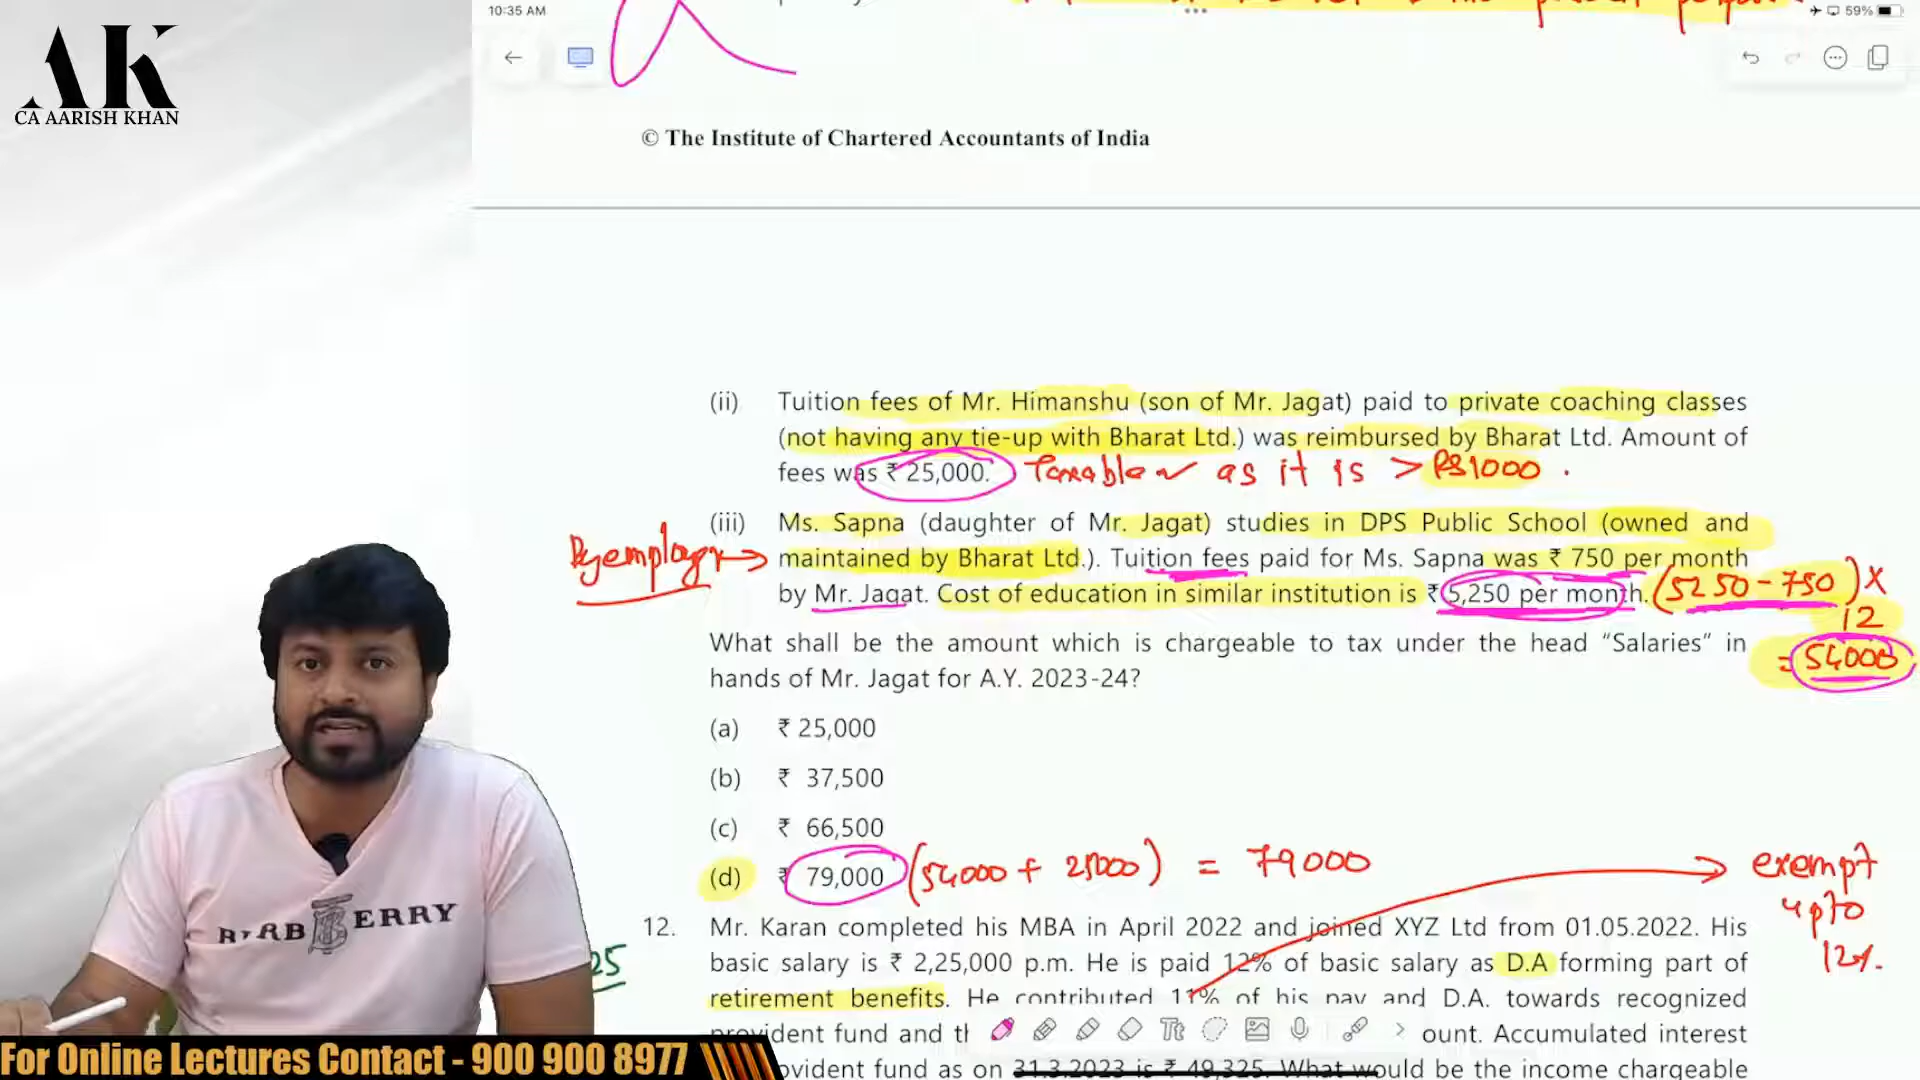 10:35 AM
59%
AK
CA AARISH KHAN
© The Institute of Chartered Accountants of India
(ii) Tuition fees of Mr. Himanshu (son of Mr. Jagat) paid to private coaching classes
(not having any tie-up with Bharat Ltd.) was reimbursed by Bharat Ltd. Amount of
fees was ₹ 25,000. Taxable as it is > RS1000 .
(iii) Ms. Sapna (daughter of Mr. Jagat) studies in DPS Public School (owned and
By employer → maintained by Bharat Ltd.). Tuition fees paid for Ms. Sapna was ₹ 750 per month
by Mr. Jagat. Cost of education in similar institution is ₹ 5,250 per month. (5250-750) x
12
What shall be the amount which is chargeable to tax under the head “Salaries” in
= 54000
hands of Mr. Jagat for A.Y. 2023-24?
(a) ₹ 25,000
(b) ₹ 37,500
(c) ₹ 66,500
(d) ₹ 79,000 (54000 + 25000) = 79000
exempt
upto
12%.
12. Mr. Karan completed his MBA in April 2022 and joined XYZ Ltd from 01.05.2022. His
25 basic salary is ₹ 2,25,000 p.m. He is paid 12% of basic salary as D.A forming part of
retirement benefits. He contributed 11% of his pay and D.A. towards recognized
provident fund and th ount. Accumulated interest
ovident fund as on 31.3.2023 is ₹ 49,325. What would be the income chargeable
Tt
BERRY
For Online Lectures Contact - 900 900 8977